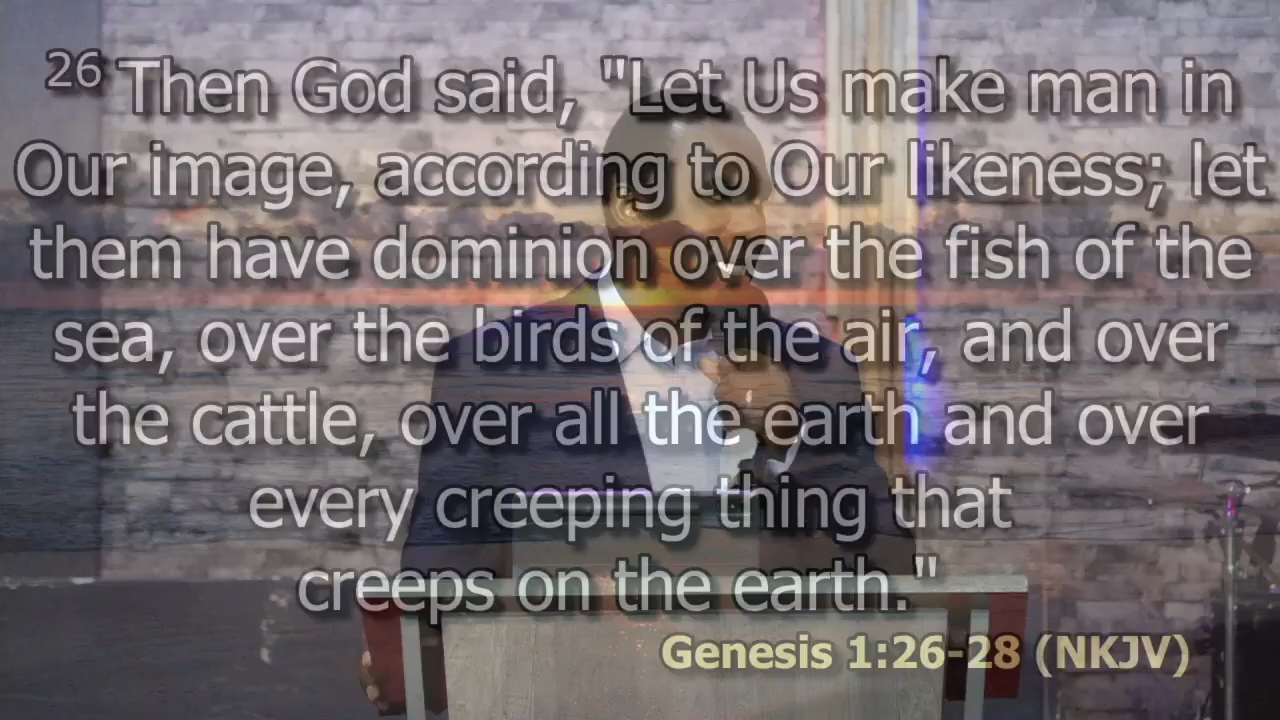 26 Then God said, "Let Us make man in
Our image, according to Our likeness; let
them have dominion over the fish of the
sea, over the birds of the air, and over
the cattle, over all the earth and over
every creeping thing that
creeps on the earth."
Genesis 1:26-28 (NKJV)